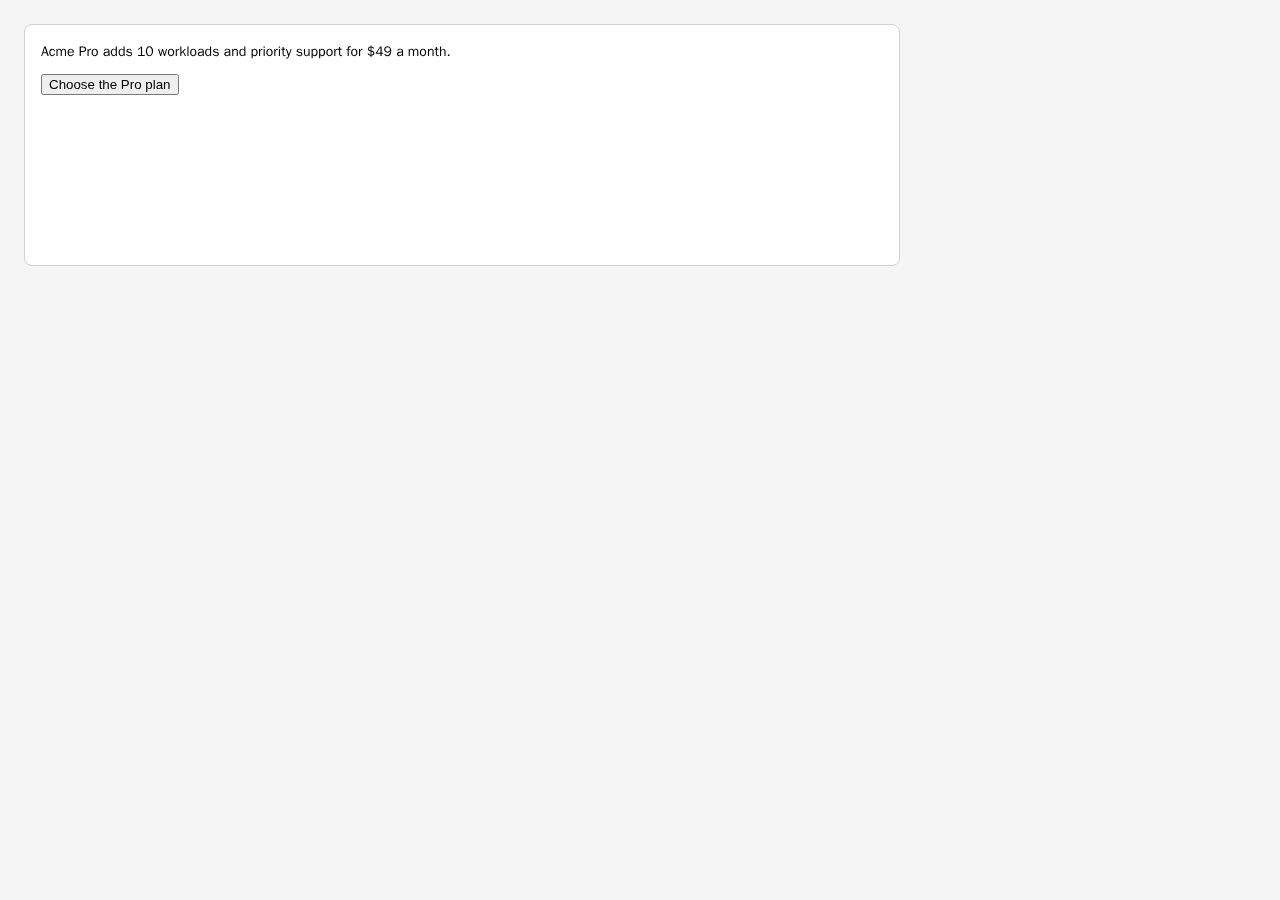 Acme Pro adds 10 workloads and priority support for $49 a month.
Choose the Pro plan